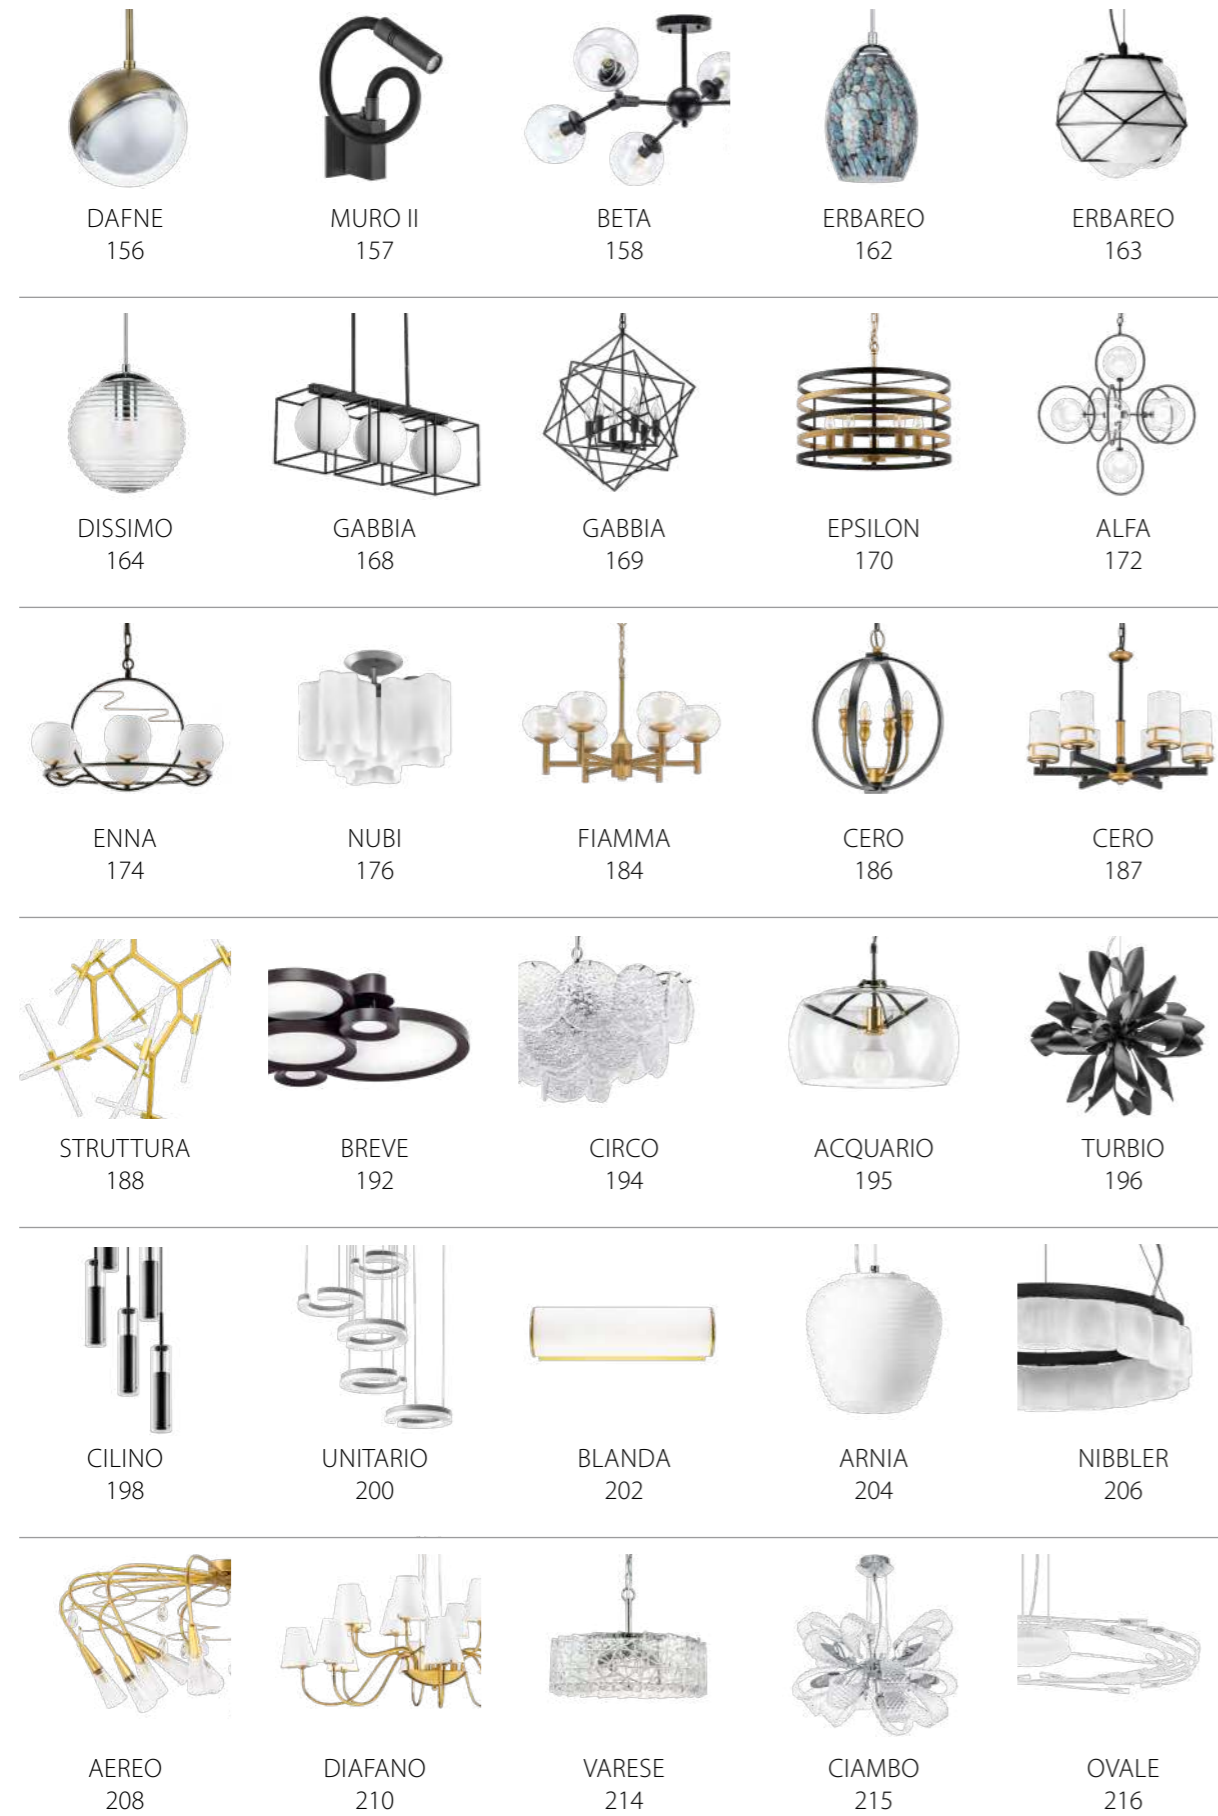 DAFNE
156
MURO II
157
BETA
158
ERBAREO
162
ERBAREO
163
DISSIMO
164
GABBIA
168
GABBIA
169
EPSILON
170
ALFA
172
ENNA
174
NUBI
176
FIAMMA
184
CERO
186
CERO
187
STRUTTURA
188
BREVE
192
CIRCO
194
ACQUARIO
195
TURBIO
196
CILINO
198
UNITARIO
200
BLANDA
202
ARNIA
204
NIBBLER
206
AEREO
208
DIAFANO
210
VARESE
214
CIAMBO
215
OVALE
216